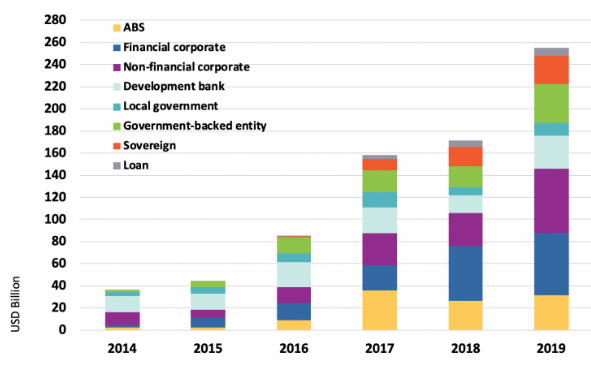 280
260
240
220
200
180
160
140
120
100
80
60
40
20
0
USD Billion
ABS
Financial corporate
Non-financial corporate
Development bank
Local government
Government-backed entity
Sovereign
Loan
2014 2015 2016 2017 2018 2019